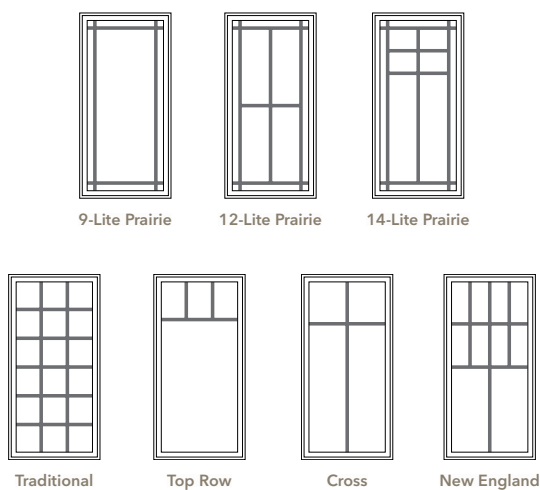 9-Lite Prairie
12-Lite Prairie
14-Lite Prairie
Traditional
Top Row
Cross
New England